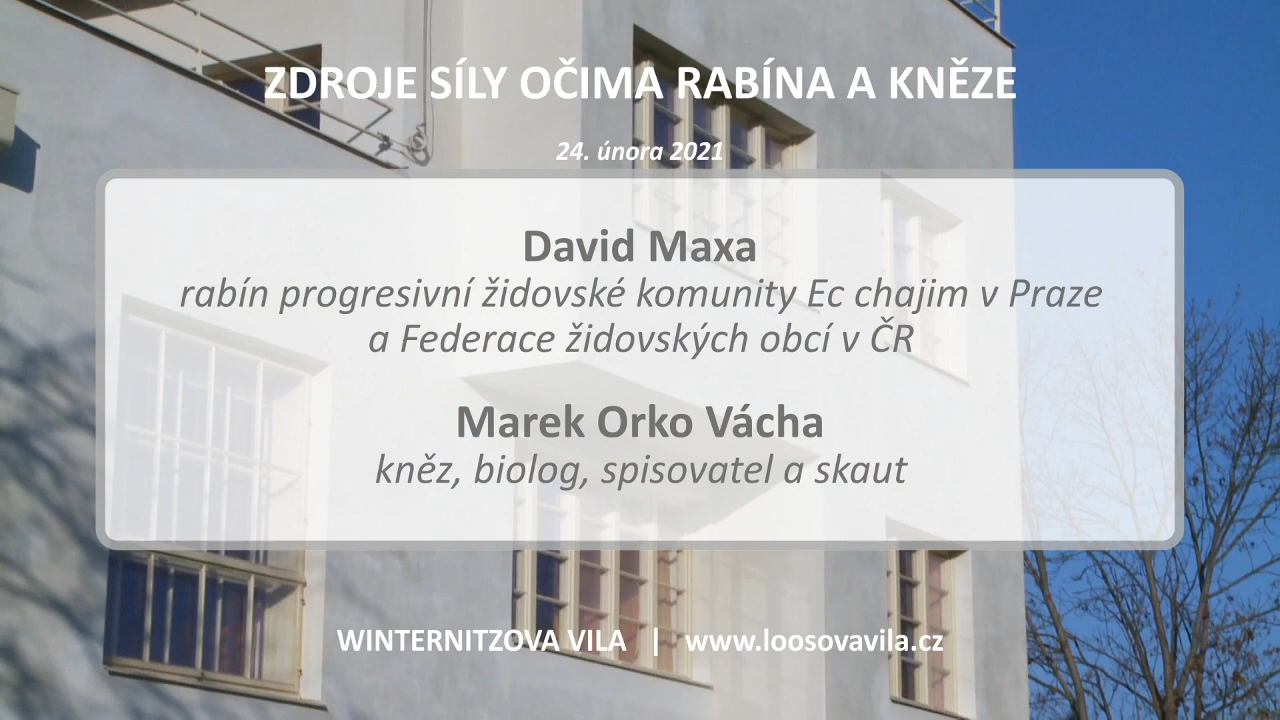 ZDROJE SÍLY OČIMA RABÍNA A KNĚZE
24. února 2021
David Maxa
rabín progresivní židovské komunity Ec chajim v Praze
a Federace židovských obcí v ČR
Marek Orko Vácha
kněz, biolog, spisovatel a skaut
WINTERNITZOVA VILA | www.loosovavila.cz